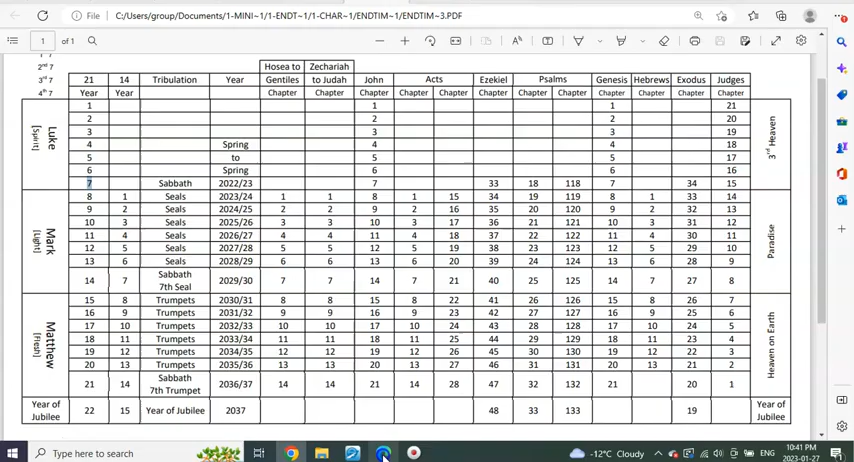 File | C:/Users/group/Documents/1-MINI~1/1-ENDT~1/1-CHAR~1/ENDTIM~1/ENDTIM~3.PDF
1 of 1
2nd 7 Hosea to Zechariah
3rd 7 21 14 Tribulation Year Gentiles to Judah John Acts Ezekiel Psalms Genesis Hebrews Exodus Judges
4th 7 Year Year Chapter Chapter Chapter Chapter Chapter Chapter Chapter Chapter Chapter Chapter Chapter Chapter
Luke [Spirit] 3rd Heaven
1 1 1 21
2 2 2 20
3 3 3 19
4 Spring 4 4 18
5 to 5 5 17
6 Spring 6 6 16
7 Sabbath 2022/23 7 33 18 118 7 34 15
Mark [Light] Paradise
8 1 Seals 2023/24 1 1 8 1 15 34 19 119 8 1 33 14
9 2 Seals 2024/25 2 2 9 2 16 35 20 120 9 2 32 13
10 3 Seals 2025/26 3 3 10 3 17 36 21 121 10 3 31 12
11 4 Seals 2026/27 4 4 11 4 18 37 22 122 11 4 30 11
12 5 Seals 2027/28 5 5 12 5 19 38 23 123 12 5 29 10
13 6 Seals 2028/29 6 6 13 6 20 39 24 124 13 6 28 9
14 7 Sabbath 7th Seal 2029/30 7 7 14 7 21 40 25 125 14 7 27 8
Matthew [Flesh] Heaven on Earth
15 8 Trumpets 2030/31 8 8 15 8 22 41 26 126 15 8 26 7
16 9 Trumpets 2031/32 9 9 16 9 23 42 27 127 16 9 25 6
17 10 Trumpets 2032/33 10 10 17 10 24 43 28 128 17 10 24 5
18 11 Trumpets 2033/34 11 11 18 11 25 44 29 129 18 11 23 4
19 12 Trumpets 2034/35 12 12 19 12 26 45 30 130 19 12 22 3
20 13 Trumpets 2035/36 13 13 20 13 27 46 31 131 20 13 21 2
21 14 Sabbath 7th Trumpet 2036/37 14 14 21 14 28 47 32 132 21 20 1
Year of Jubilee 22 15 Year of Jubilee 2037 48 33 133 19 Year of Jubilee
Type here to search
-12°C Cloudy ENG 10:41 PM
2023-01-27